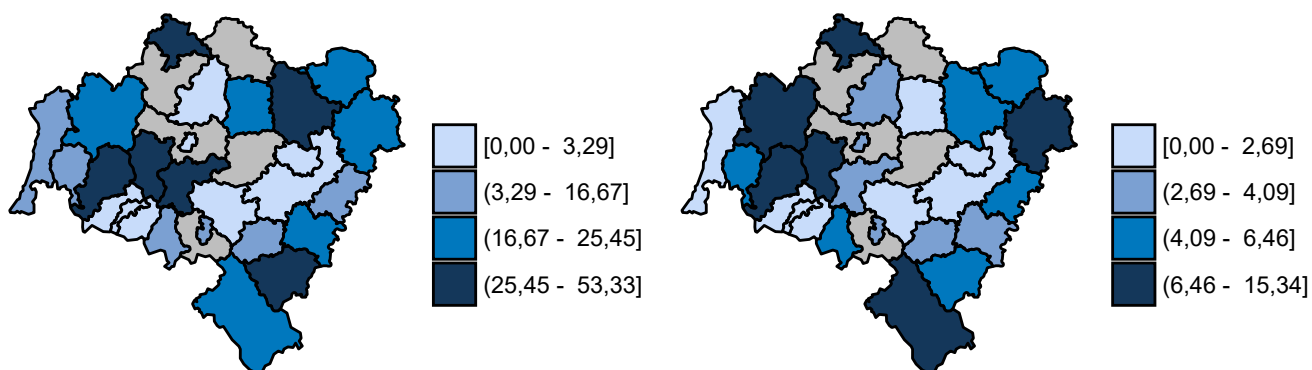 [0,00 - 3,29]
(3,29 - 16,67]
(16,67 - 25,45]
(25,45 - 53,33]
[0,00 - 2,69]
(2,69 - 4,09]
(4,09 - 6,46]
(6,46 - 15,34]